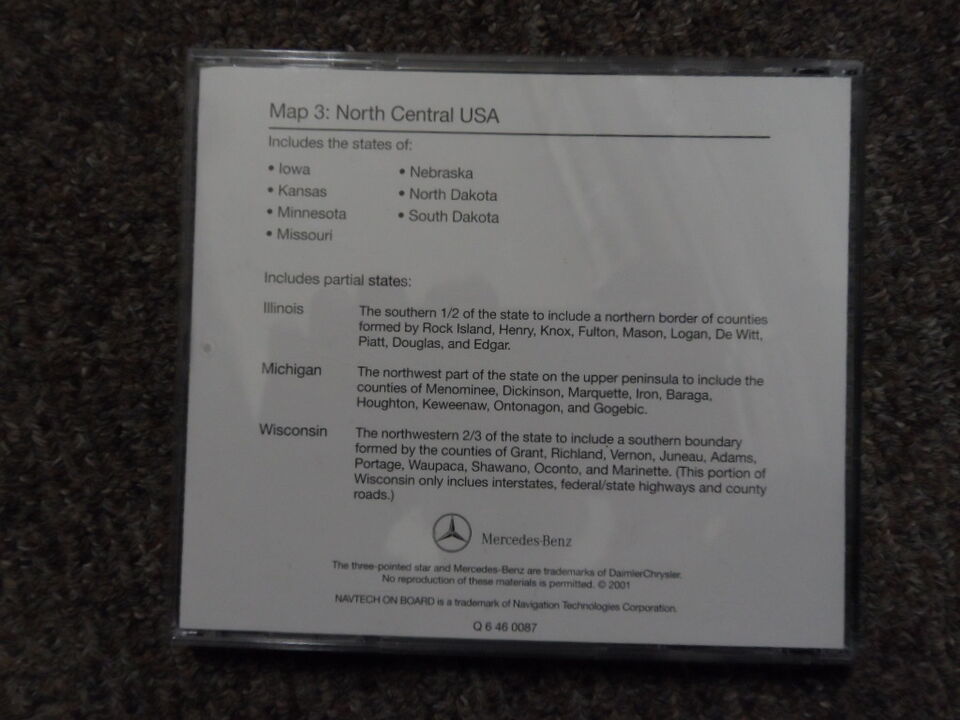 Map 3: North Central USA
Includes the states of:
• Iowa
• Kansas
• Minnesota
• Missouri
• Nebraska
• North Dakota
• South Dakota
Includes partial states:
Illinois
The southern 1/2 of the state to include a northern border of counties
formed by Rock Island, Henry, Knox, Fulton, Mason, Logan, De Witt,
Piatt, Douglas, and Edgar.
Michigan
The northwest part of the state on the upper peninsula to include the
counties of Menominee, Dickinson, Marquette, Iron, Baraga,
Houghton, Keweenaw, Ontonagon, and Gogebic.
Wisconsin
The northwestern 2/3 of the state to include a southern boundary
formed by the counties of Grant, Richland, Vernon, Juneau, Adams,
Portage, Waupaca, Shawano, Oconto, and Marinette. (This portion of
Wisconsin only inclues interstates, federal/state highways and county
roads.)
Mercedes-Benz
The three-pointed star and Mercedes-Benz are trademarks of DaimlerChrysler.
No reproduction of these materials is permitted. © 2001
NAVTECH ON BOARD is a trademark of Navigation Technologies Corporation.
Q 6 46 0087